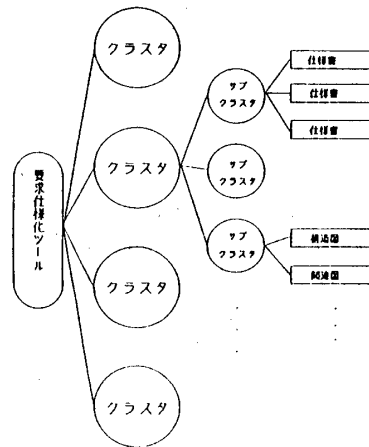 要求仕様化ツール
クラスタ
クラスタ
クラスタ
クラスタ
サブ
クラスタ
サブ
クラスタ
サブ
クラスタ
仕様書
仕様書
仕様書
構造図
関連図